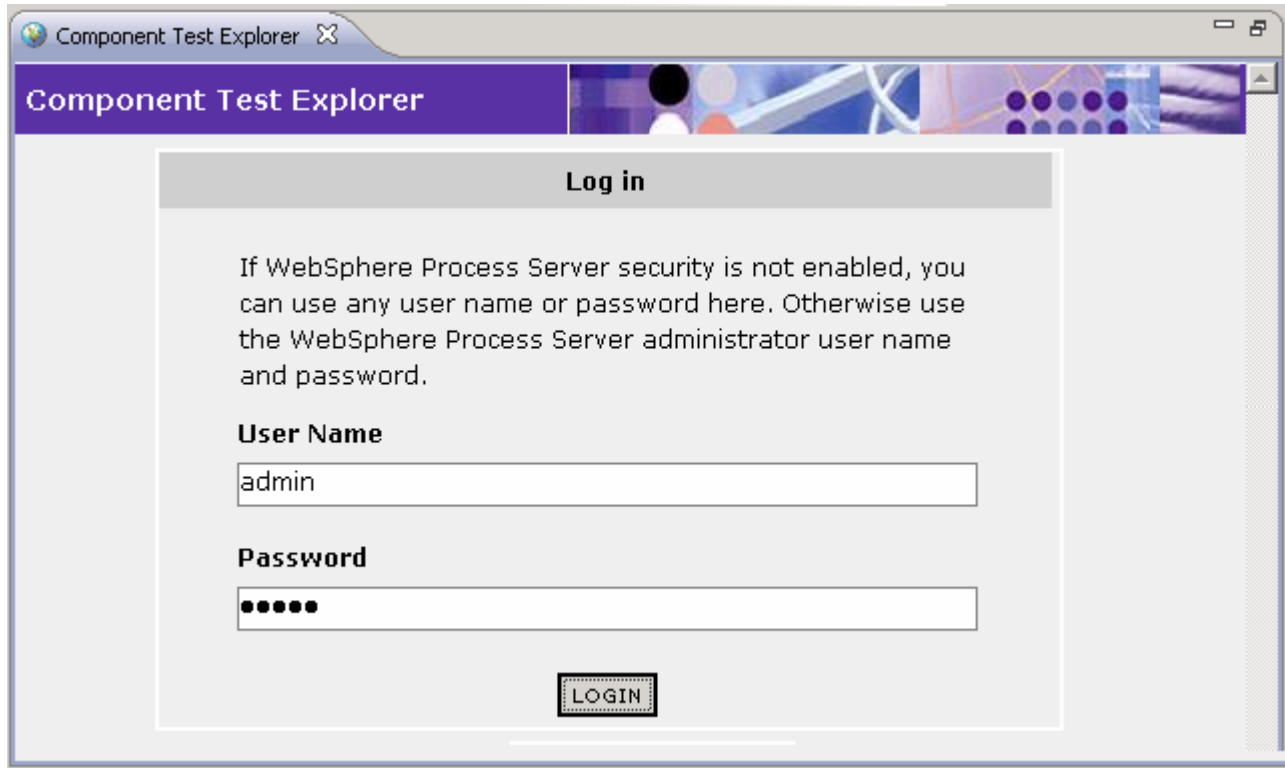 Component Test Explorer
Component Test Explorer
Log in
If WebSphere Process Server security is not enabled, you
can use any user name or password here. Otherwise use
the WebSphere Process Server administrator user name
and password.
User Name
admin
Password
●●●●●
LOGIN